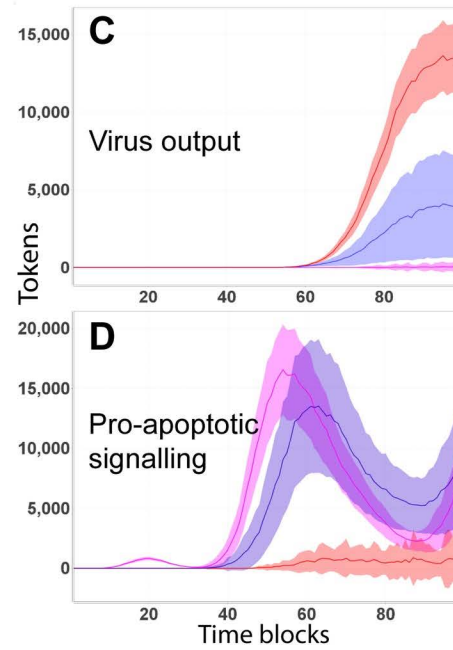 C
15,000
10,000
Virus output
5,000
0
20 40 60 80
Tokens
D
20,000
15,000
Pro-apoptotic
signalling
10,000
5,000
0
20 40 60 80
Time blocks